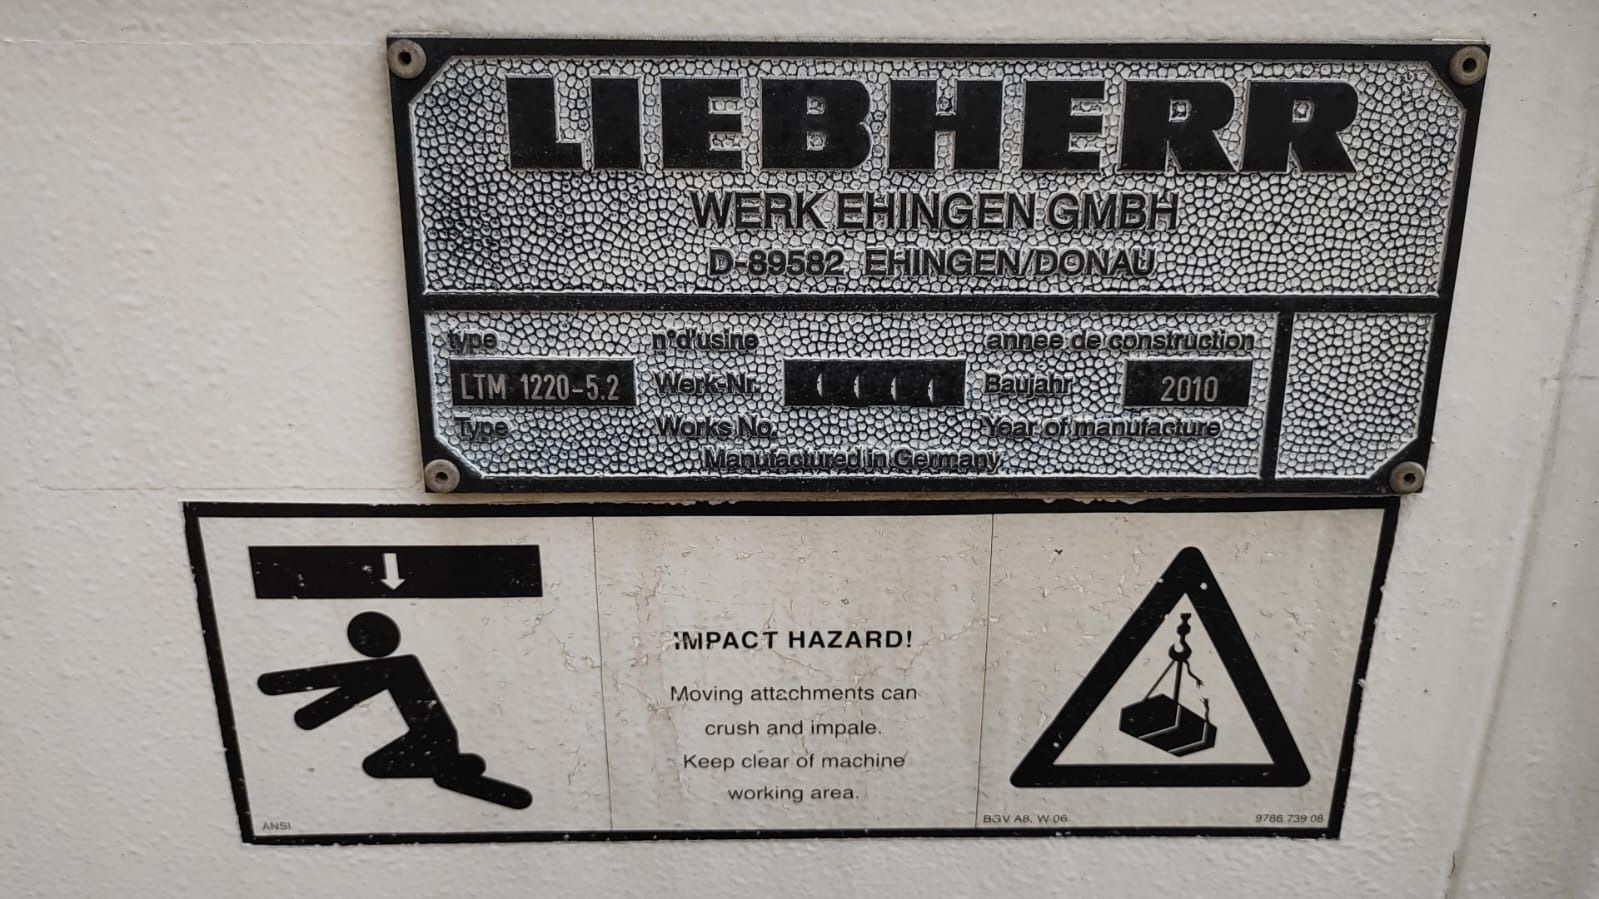 LIEBHERR
WERK EHINGEN GMBH
D-89582 EHINGEN/DONAU
type n°d'usine annee de construction
LTM 1220-5.2 Werk-Nr. Baujahr 2010
Type Works No. Year of manufacture
Manufactured in Germany
IMPACT HAZARD!
Moving attachments can
crush and impale.
Keep clear of machine
working area.
ANSI
BGV A8, W 06
9786 739 08